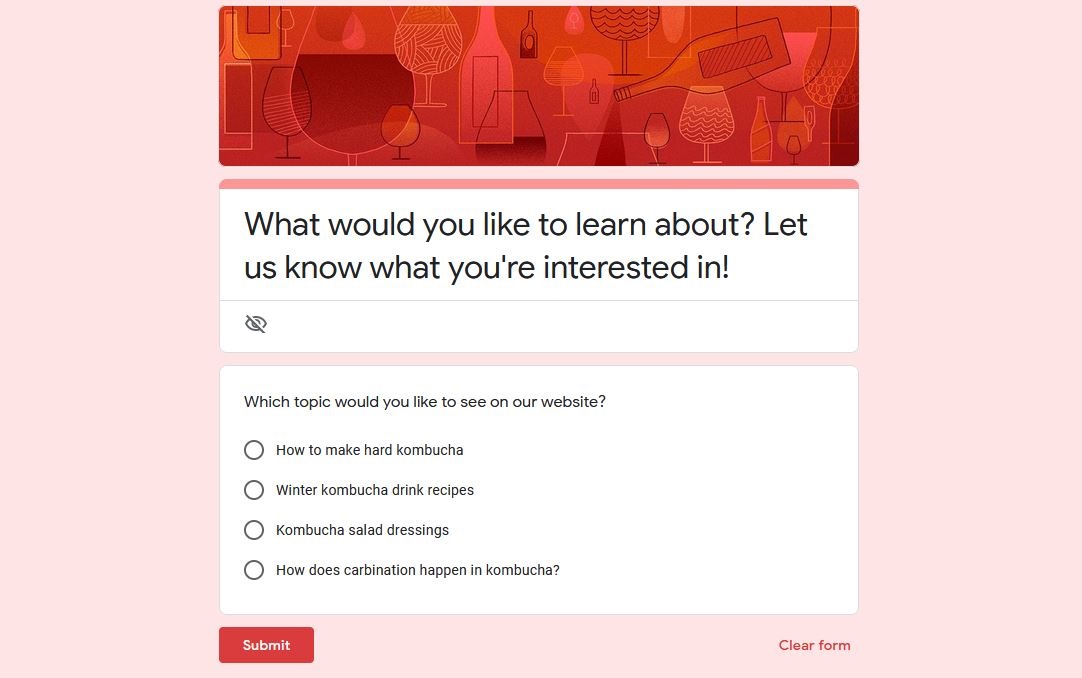 What would you like to learn about? Let
us know what you're interested in!
Which topic would you like to see on our website?
How to make hard kombucha
Winter kombucha drink recipes
Kombucha salad dressings
How does carbination happen in kombucha?
Submit
Clear form